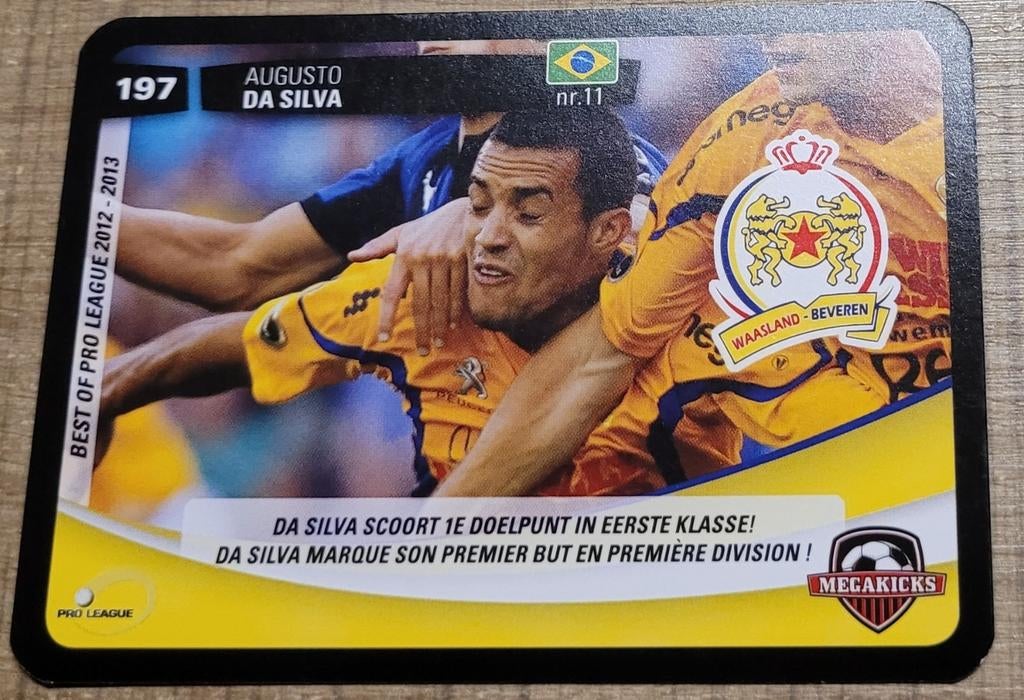 197
AUGUSTO
DA SILVA
nr.11
BEST OF PRO LEAGUE 2012 - 2013
WAASLAND - BEVEREN
DA SILVA SCOORT 1E DOELPUNT IN EERSTE KLASSE!
DA SILVA MARQUE SON PREMIER BUT EN PREMIÈRE DIVISION !
PRO LEAGUE
MEGAKICKS